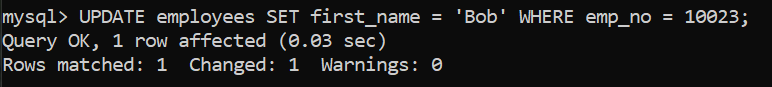 mysql> UPDATE employees SET first_name = 'Bob' WHERE emp_no = 10023;
Query OK, 1 row affected (0.03 sec)
Rows matched: 1  Changed: 1  Warnings: 0